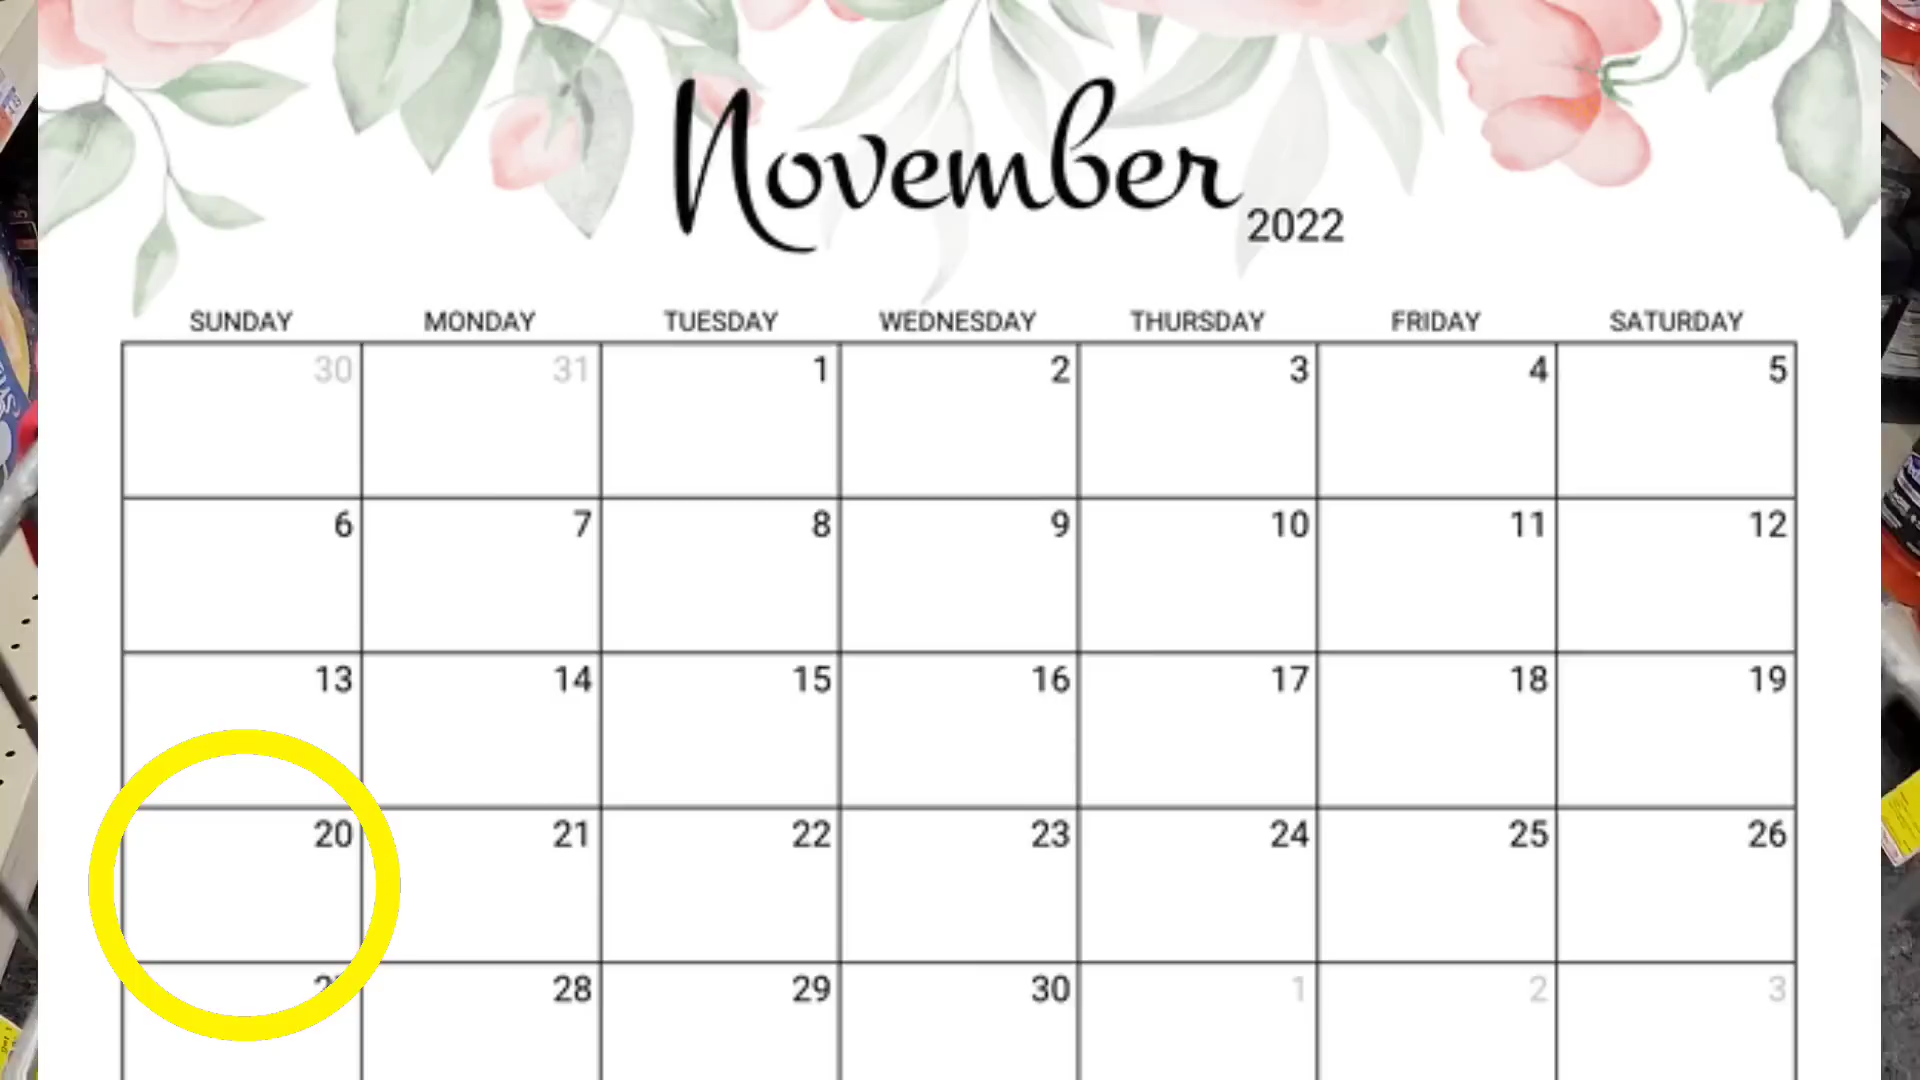 November 2022
SUNDAY MONDAY TUESDAY WEDNESDAY THURSDAY FRIDAY SATURDAY
30 31 1 2 3 4 5
6 7 8 9 10 11 12
13 14 15 16 17 18 19
20 21 22 23 24 25 26
28 29 30 1 2 3